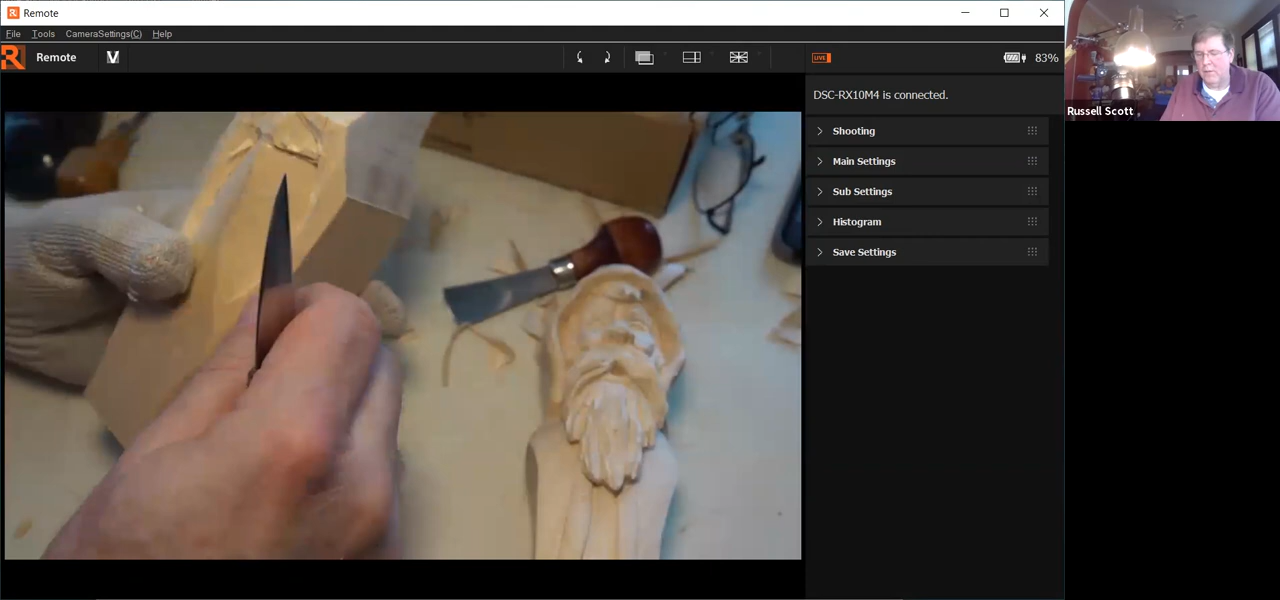 Remote
File Tools CameraSettings(C) Help
Remote
LIVE
83%
DSC-RX10M4 is connected.
Shooting
Main Settings
Sub Settings
Histogram
Save Settings
Russell Scott